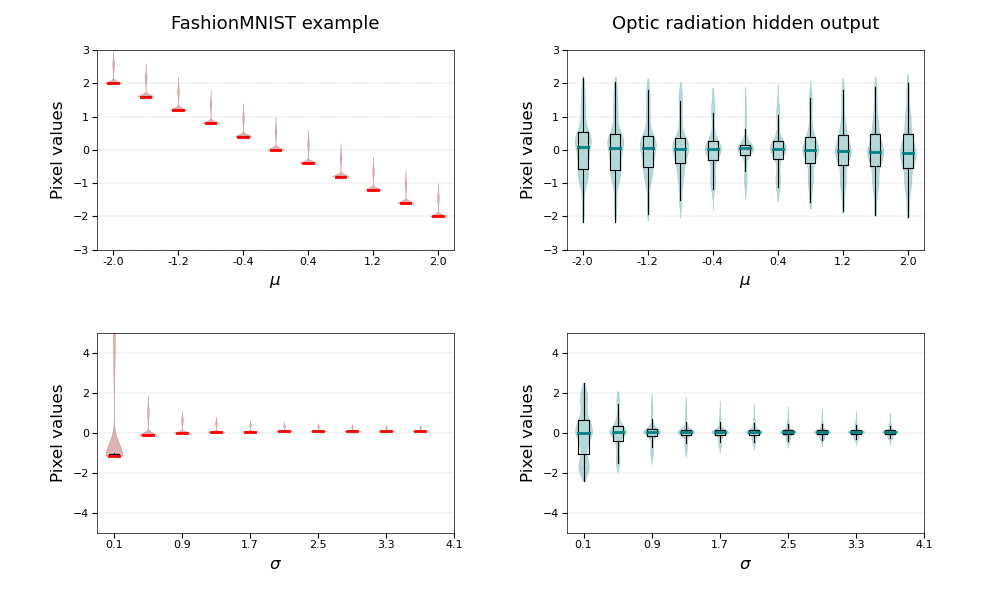 FashionMNIST example
Optic radiation hidden output
Pixel values
3
2
1
0
−1
−2
−3
-2.0 -1.2 -0.4 0.4 1.2 2.0
μ
Pixel values
3
2
1
0
−1
−2
−3
-2.0 -1.2 -0.4 0.4 1.2 2.0
μ
Pixel values
4
2
0
−2
−4
0.1 0.9 1.7 2.5 3.3 4.1
σ
Pixel values
4
2
0
−2
−4
0.1 0.9 1.7 2.5 3.3 4.1
σ